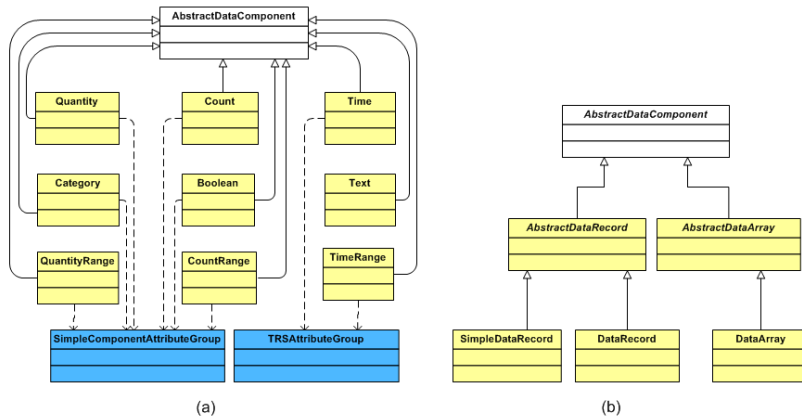 AbstractDataComponent
Quantity
Count
Time
Category
Boolean
Text
QuantityRange
CountRange
TimeRange
SimpleComponentAttributeGroup
TRSAttributeGroup
(a)
AbstractDataComponent
AbstractDataRecord
AbstractDataArray
SimpleDataRecord
DataRecord
DataArray
(b)